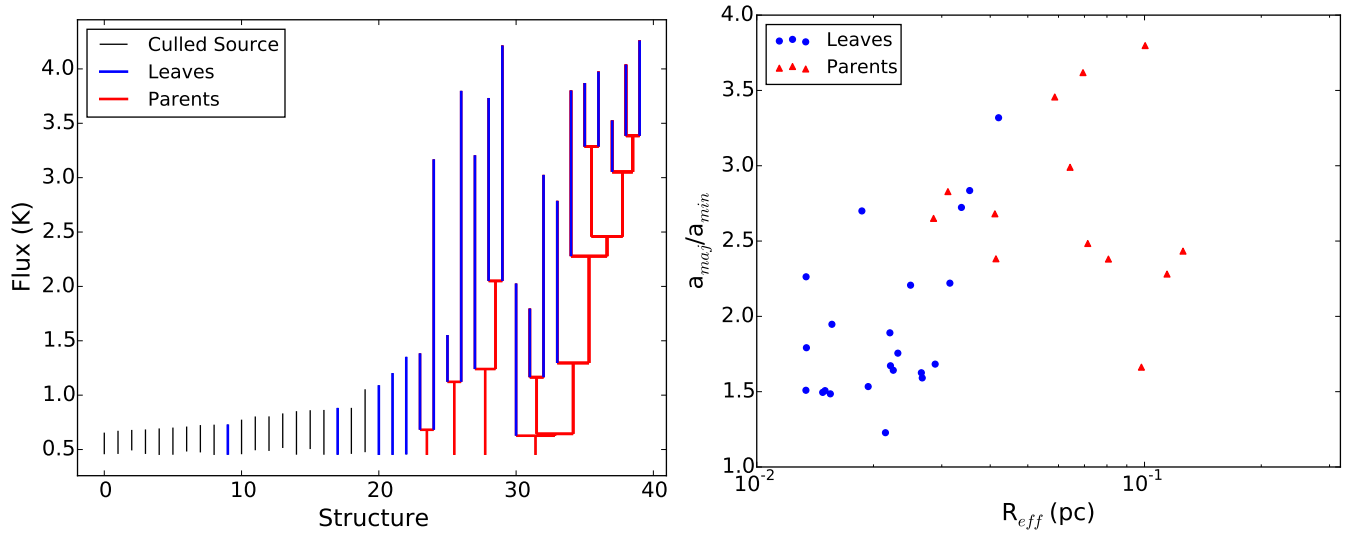 Culled Source
Leaves
Parents
4.0
3.5
3.0
2.5
2.0
1.5
1.0
0.5
Flux (K)
0
10
20
30
40
Structure
Leaves
Parents
4.0
3.5
3.0
2.5
2.0
1.5
1.0
a_maj/a_min
10^-2
10^-1
R_eff (pc)